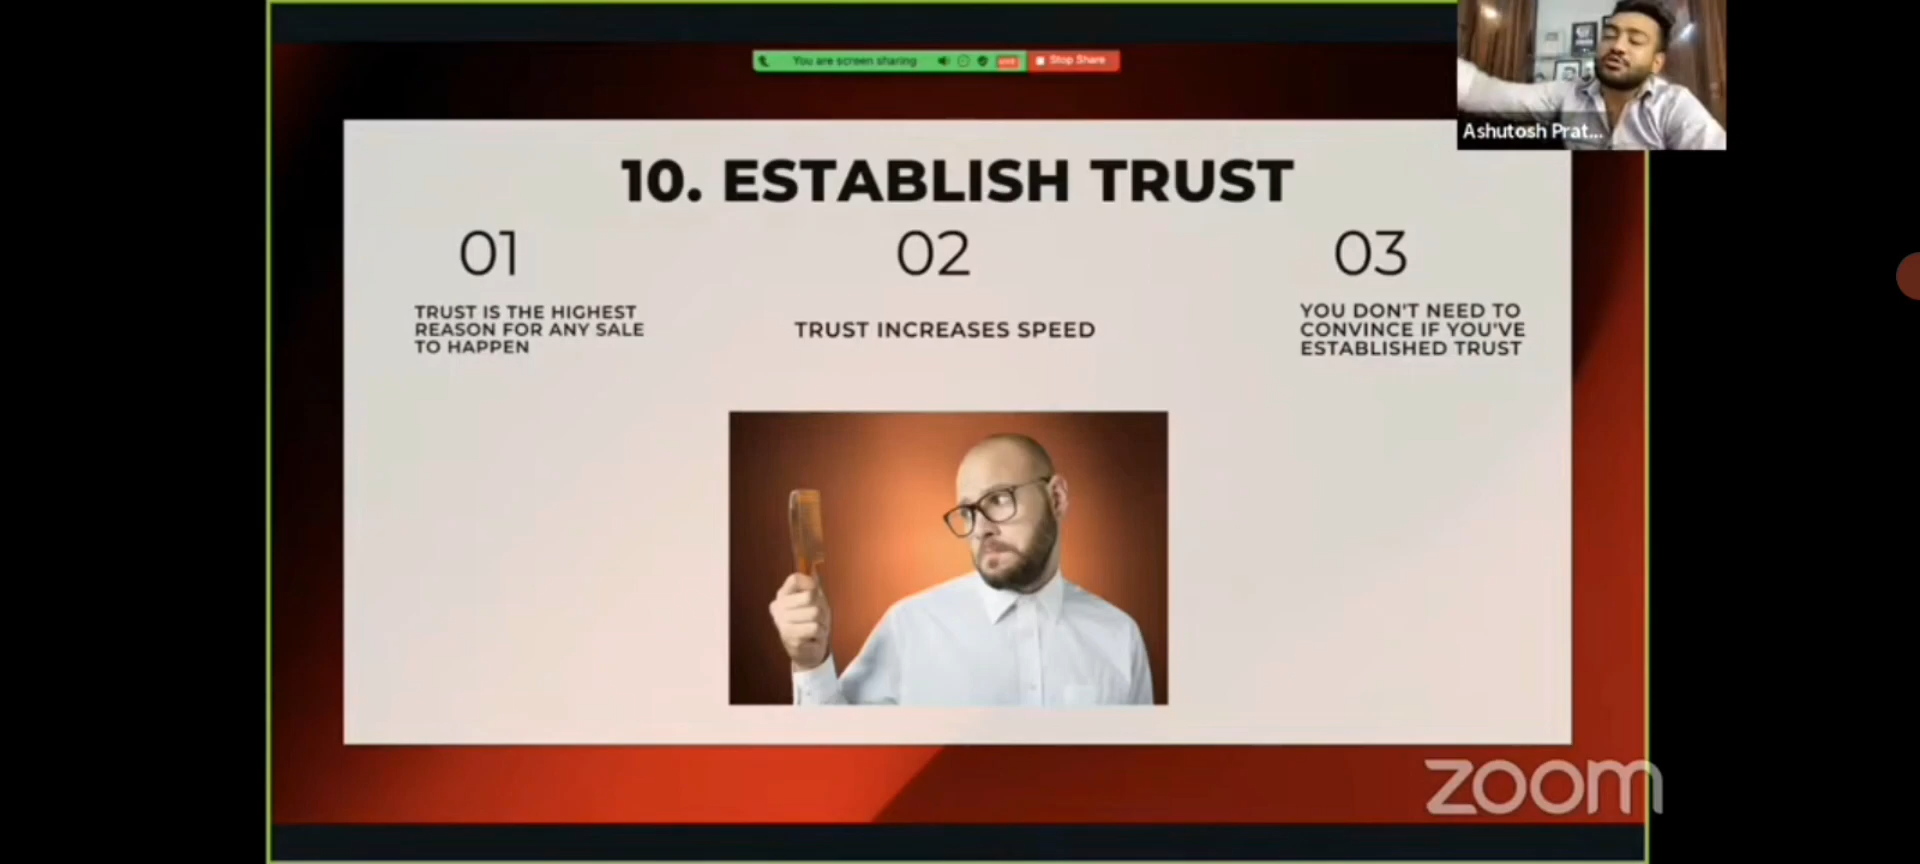 You are screen sharing
LIVE
Stop Share
Ashutosh Prat...
10. ESTABLISH TRUST
01
TRUST IS THE HIGHEST
REASON FOR ANY SALE
TO HAPPEN
02
TRUST INCREASES SPEED
03
YOU DON'T NEED TO
CONVINCE IF YOU'VE
ESTABLISHED TRUST
zoom